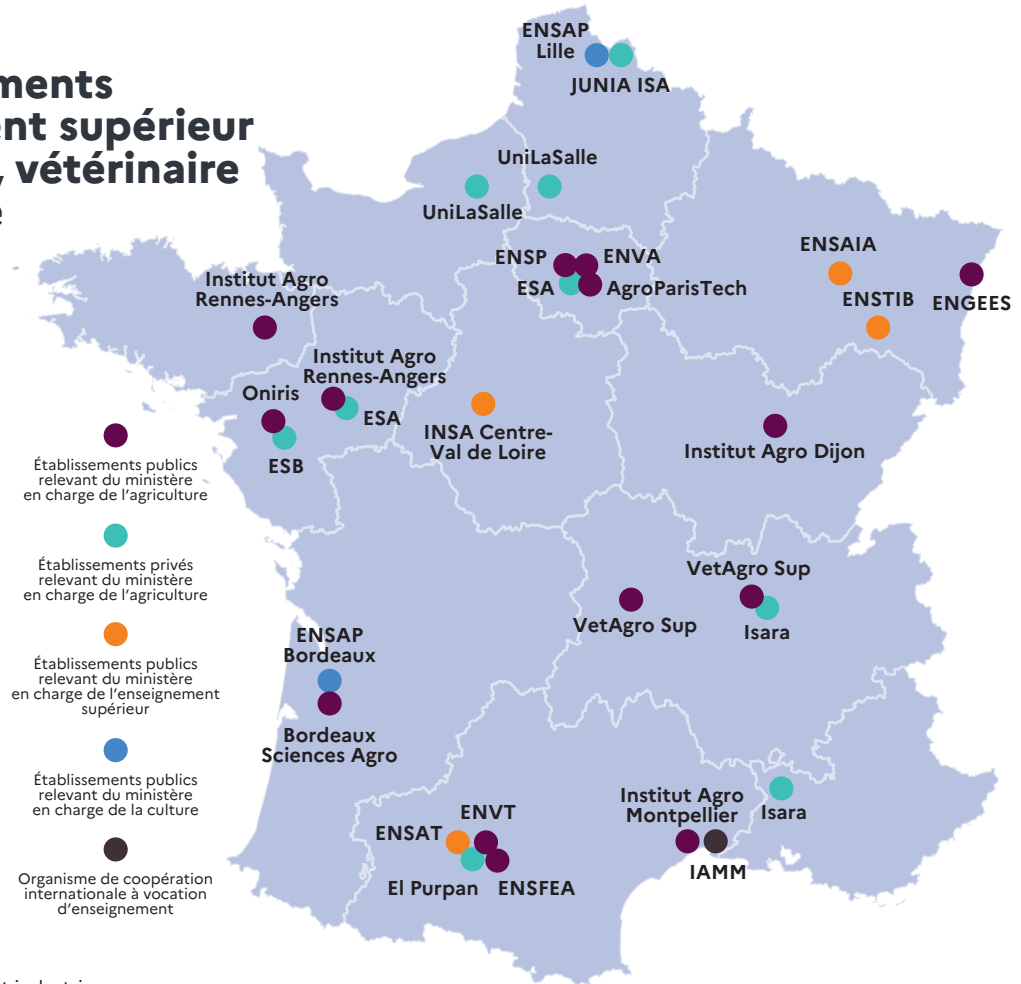 ments
nt supérieur
, vétérinaire
ENSAP
Lille
JUNIA ISA
UniLaSalle
UniLaSalle
ENSP
ENVA
ESA
AgroParisTech
ENSAIA
ENSTIB
ENGEES
Institut Agro
Rennes-Angers
Institut Agro
Rennes-Angers
Oniris
ESA
ESB
INSA Centre-
Val de Loire
Institut Agro Dijon
VetAgro Sup
VetAgro Sup
Isara
ENSAP
Bordeaux
Bordeaux
Sciences Agro
ENVT
ENSAT
El Purpan
ENSFEA
Institut Agro
Montpellier
IAMM
Isara
Établissements publics
relevant du ministère
en charge de l'agriculture
Établissements privés
relevant du ministère
en charge de l'agriculture
Établissements publics
relevant du ministère
en charge de l'enseignement
supérieur
Établissements publics
relevant du ministère
en charge de la culture
Organisme de coopération
internationale à vocation
d'enseignement